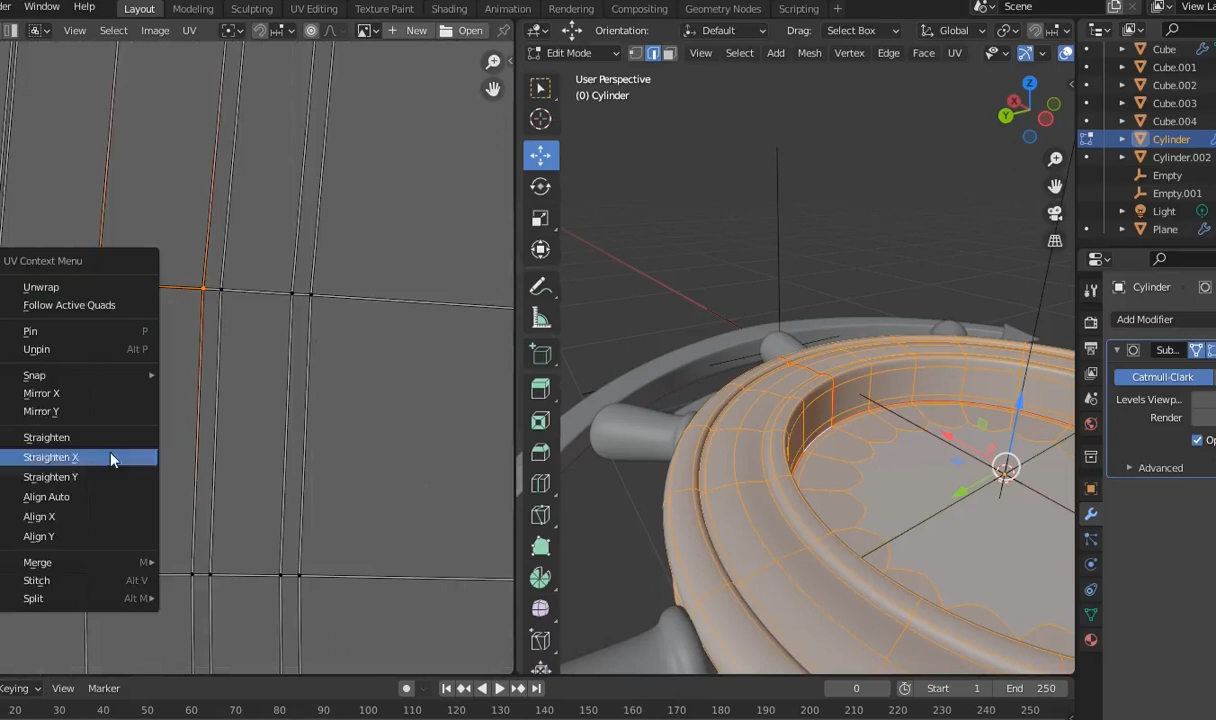 der Window Help Layout Modeling Sculpting UV Editing Texture Paint Shading Animation Rendering Compositing Geometry Nodes Scripting + Scene View Layer
View Select Image UV + New Open Orientation: Default Drag: Select Box Global
Edit Mode View Select Add Mesh Vertex Edge Face UV
User Perspective
(0) Cylinder
Z
X
Y
Cube
Cube.001
Cube.002
Cube.003
Cube.004
Cylinder
Cylinder.002
Empty
Empty.001
Light
Plane
UV Context Menu
Unwrap
Follow Active Quads
Pin P
Unpin Alt P
Snap
Mirror X
Mirror Y
Straighten
Straighten X
Straighten Y
Align Auto
Align X
Align Y
Merge M
Stitch Alt V
Split Alt M
Cylinder
Add Modifier
Sub...
Catmull-Clark
Levels Viewp...
Render
Op
Advanced
Keying View Marker 0 Start 1 End 250
20 30 40 50 60 70 80 90 100 110 120 130 140 150 160 170 180 190 200 210 220 230 240 250